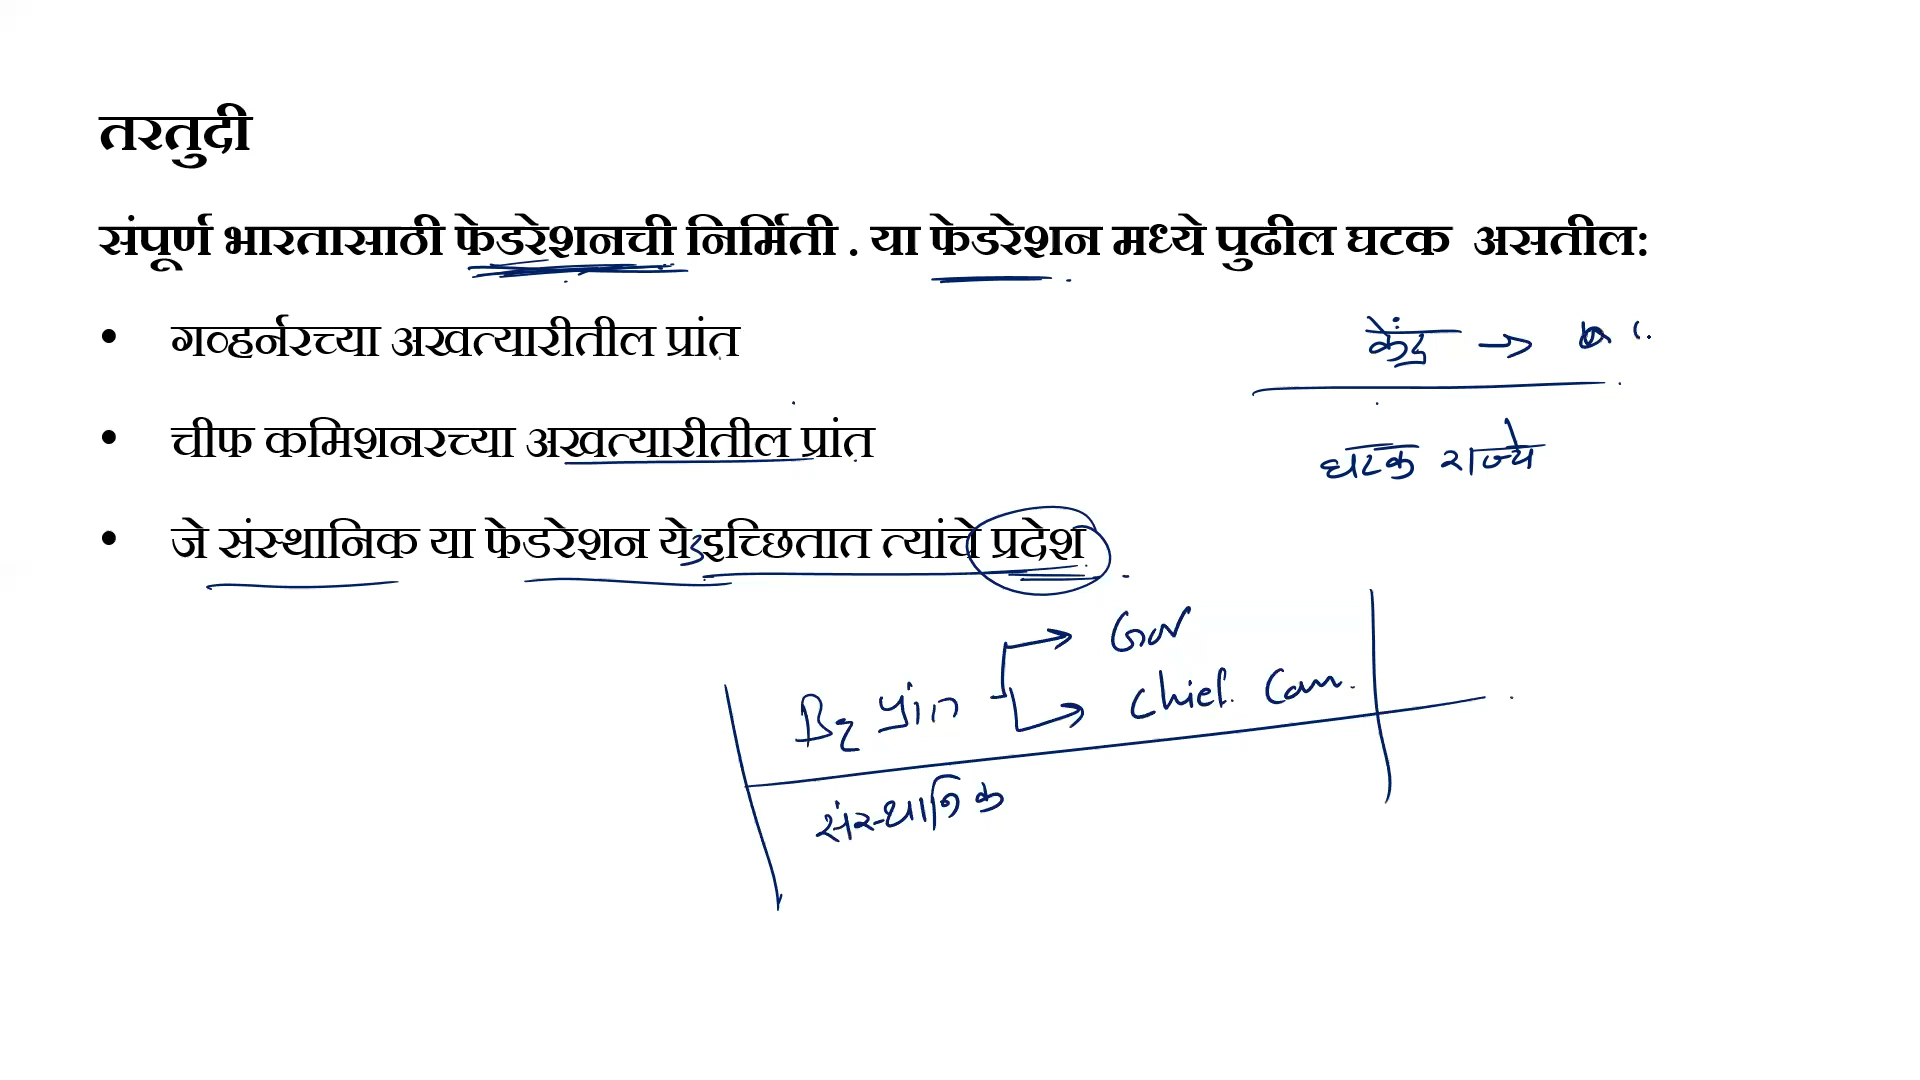 तरतुदी
संपूर्ण भारतासाठी फेडरेशनची निर्मिती . या फेडरेशन मध्ये पुढील घटक असतील:
• गव्हर्नरच्या अखत्यारीतील प्रांत
केंद्र →
• चीफ कमिशनरच्या अखत्यारीतील प्रांत
घटक राज्ये
• जे संस्थानिक या फेडरेशन ये इच्छितात त्यांचे प्रदेश
→ Gov
→ Chief. Com.
संस्थानिक